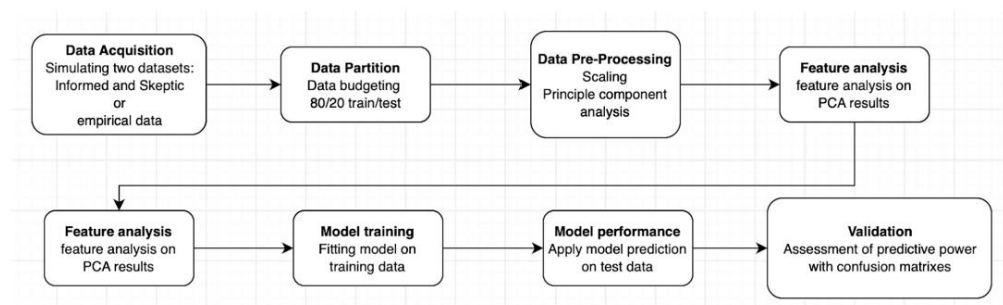 Data Acquisition
Simulating two datasets:
Informed and Skeptic
or
empirical data
Data Partition
Data budgeting
80/20 train/test
Data Pre-Processing
Scaling
Principle component
analysis
Feature analysis
feature analysis on
PCA results
Feature analysis
feature analysis on
PCA results
Model training
Fitting model on
training data
Model performance
Apply model prediction
on test data
Validation
Assessment of predictive power
with confusion matrixes